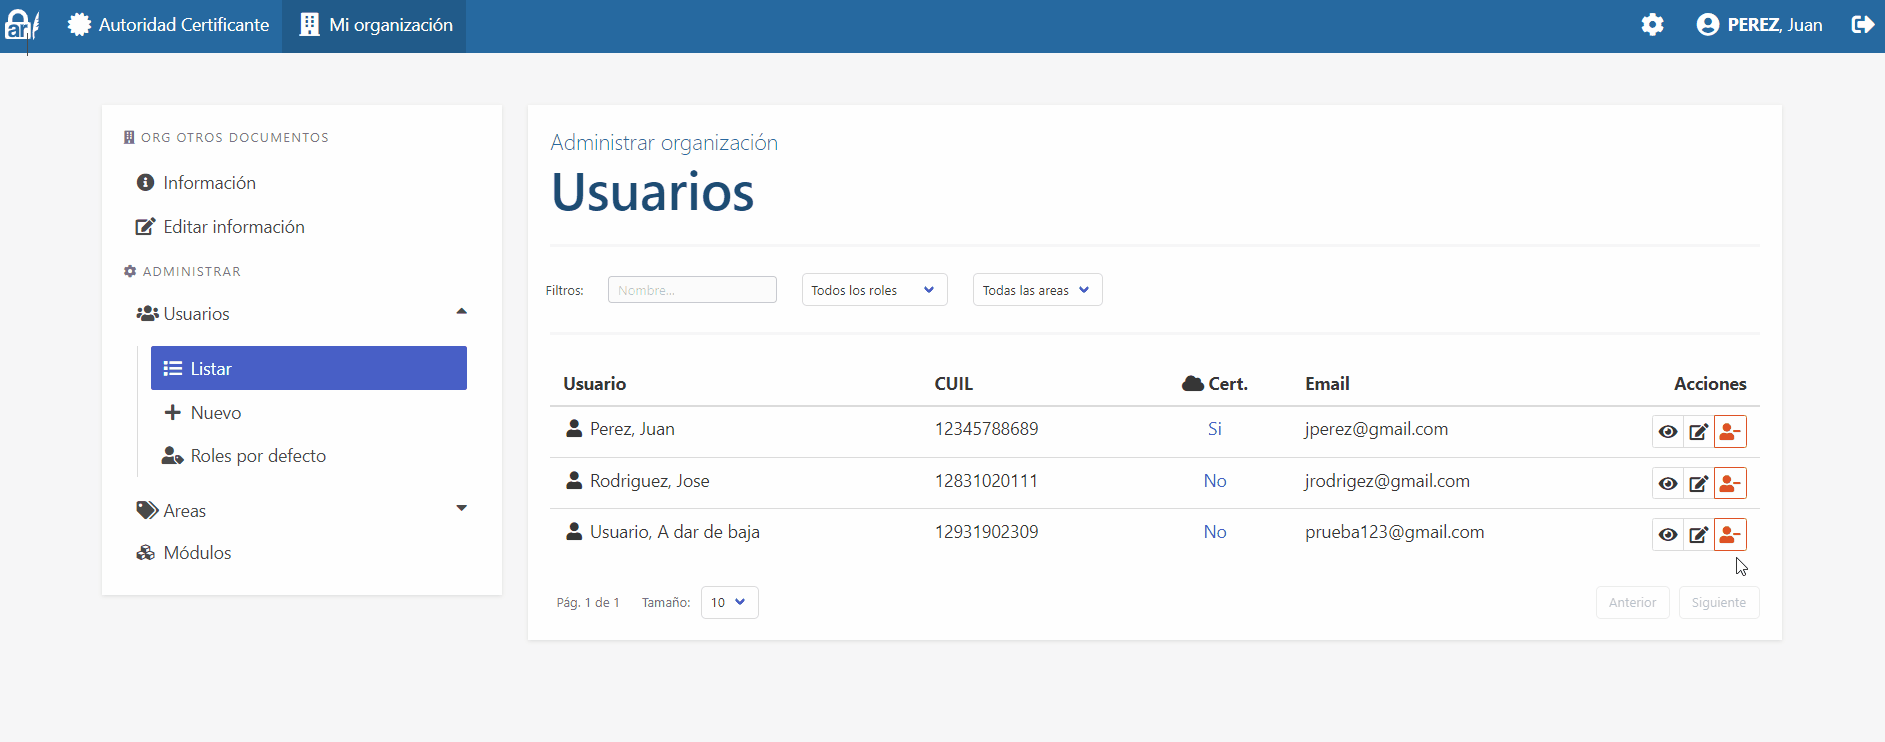 ar Autoridad Certificante Mi organización PEREZ, Juan
ORG OTROS DOCUMENTOS
Información
Editar información
ADMINISTRAR
Usuarios
Listar
Nuevo
Roles por defecto
Areas
Módulos
Administrar organización
Usuarios
Filtros: Nombre... Todos los roles Todas las areas
Usuario CUIL Cert. Email Acciones
Perez, Juan 12345788689 Si jperez@gmail.com
Rodriguez, Jose 12831020111 No jrodrigez@gmail.com
Usuario, A dar de baja 12931902309 No prueba123@gmail.com
Pág. 1 de 1 Tamaño: 10 Anterior Siguiente